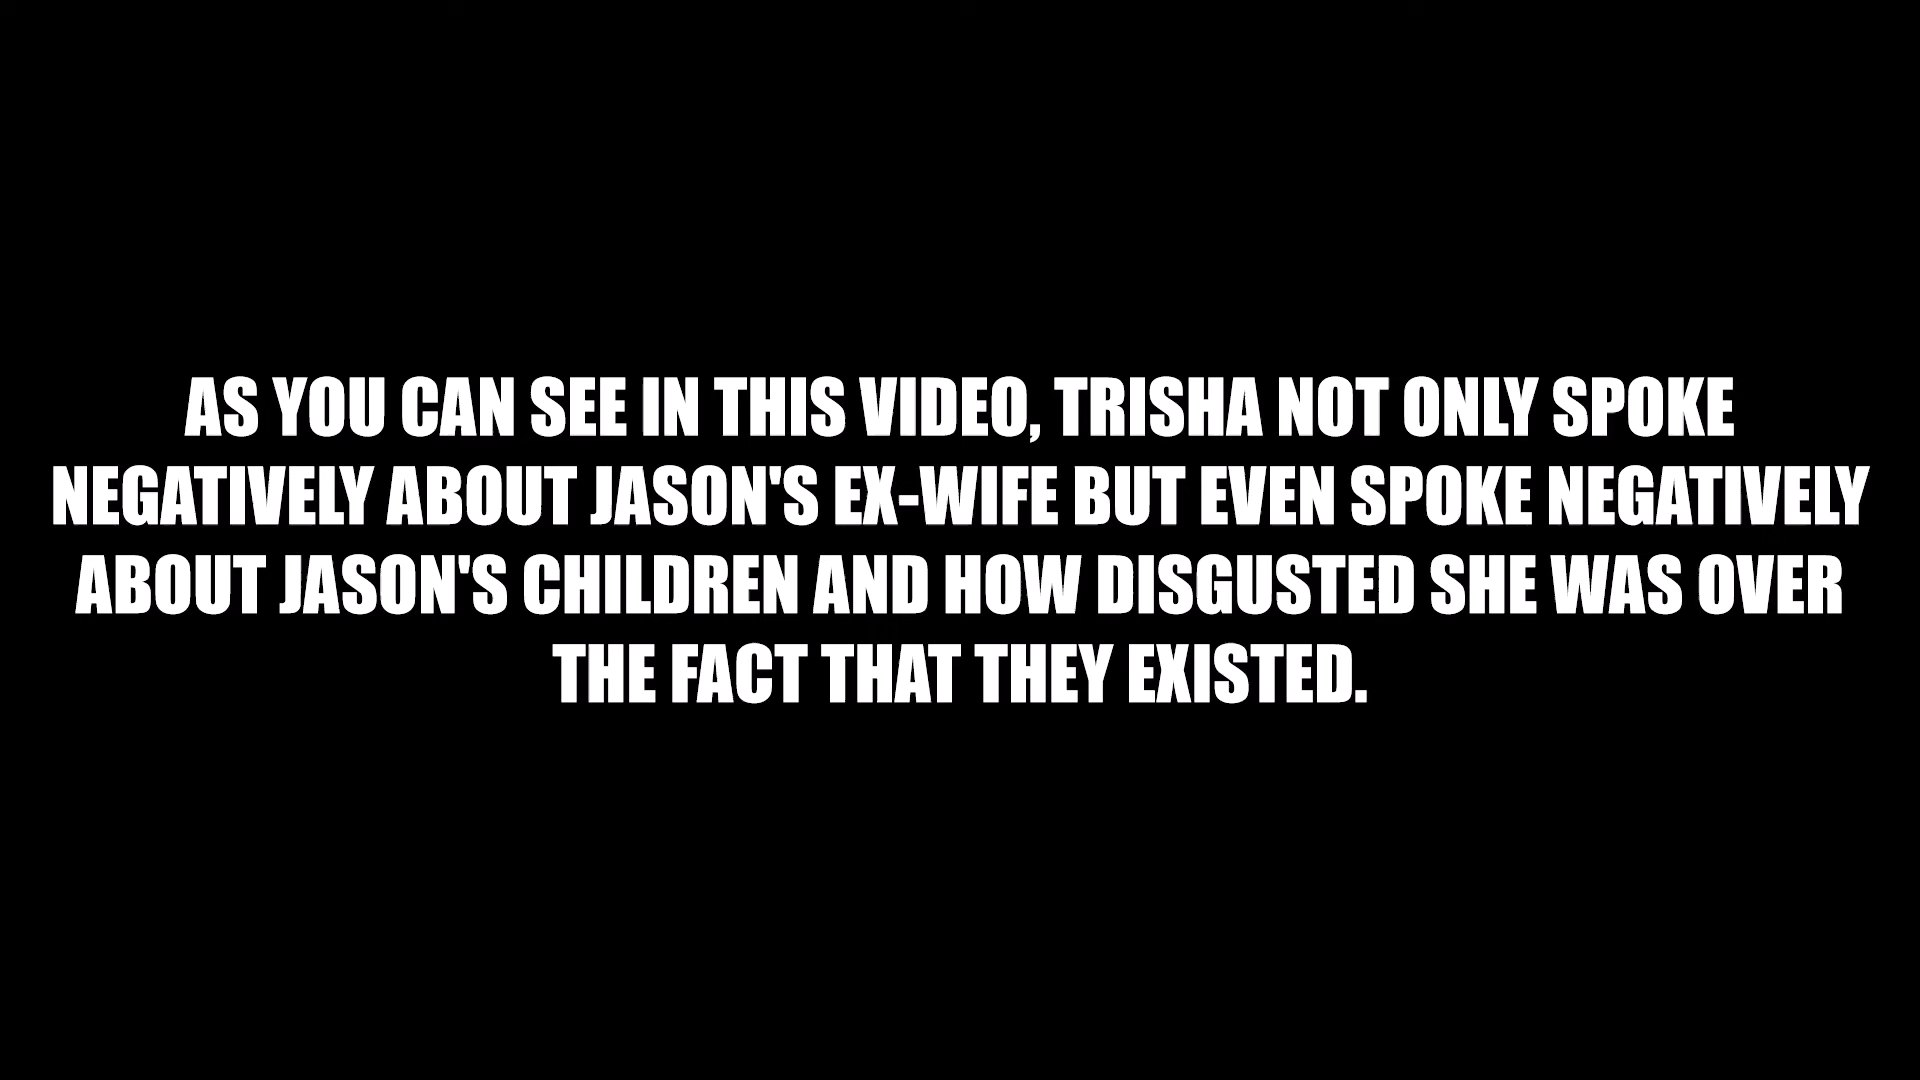 AS YOU CAN SEE IN THIS VIDEO, TRISHA NOT ONLY SPOKE
NEGATIVELY ABOUT JASON'S EX-WIFE BUT EVEN SPOKE NEGATIVELY
ABOUT JASON'S CHILDREN AND HOW DISGUSTED SHE WAS OVER
THE FACT THAT THEY EXISTED.